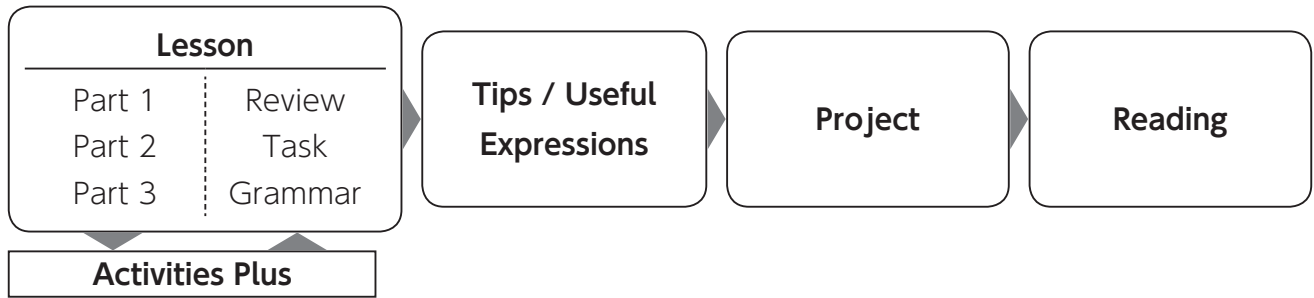 Lesson
Part 1 Review
Part 2 Task
Part 3 Grammar
Activities Plus
Tips / Useful
Expressions
Project
Reading